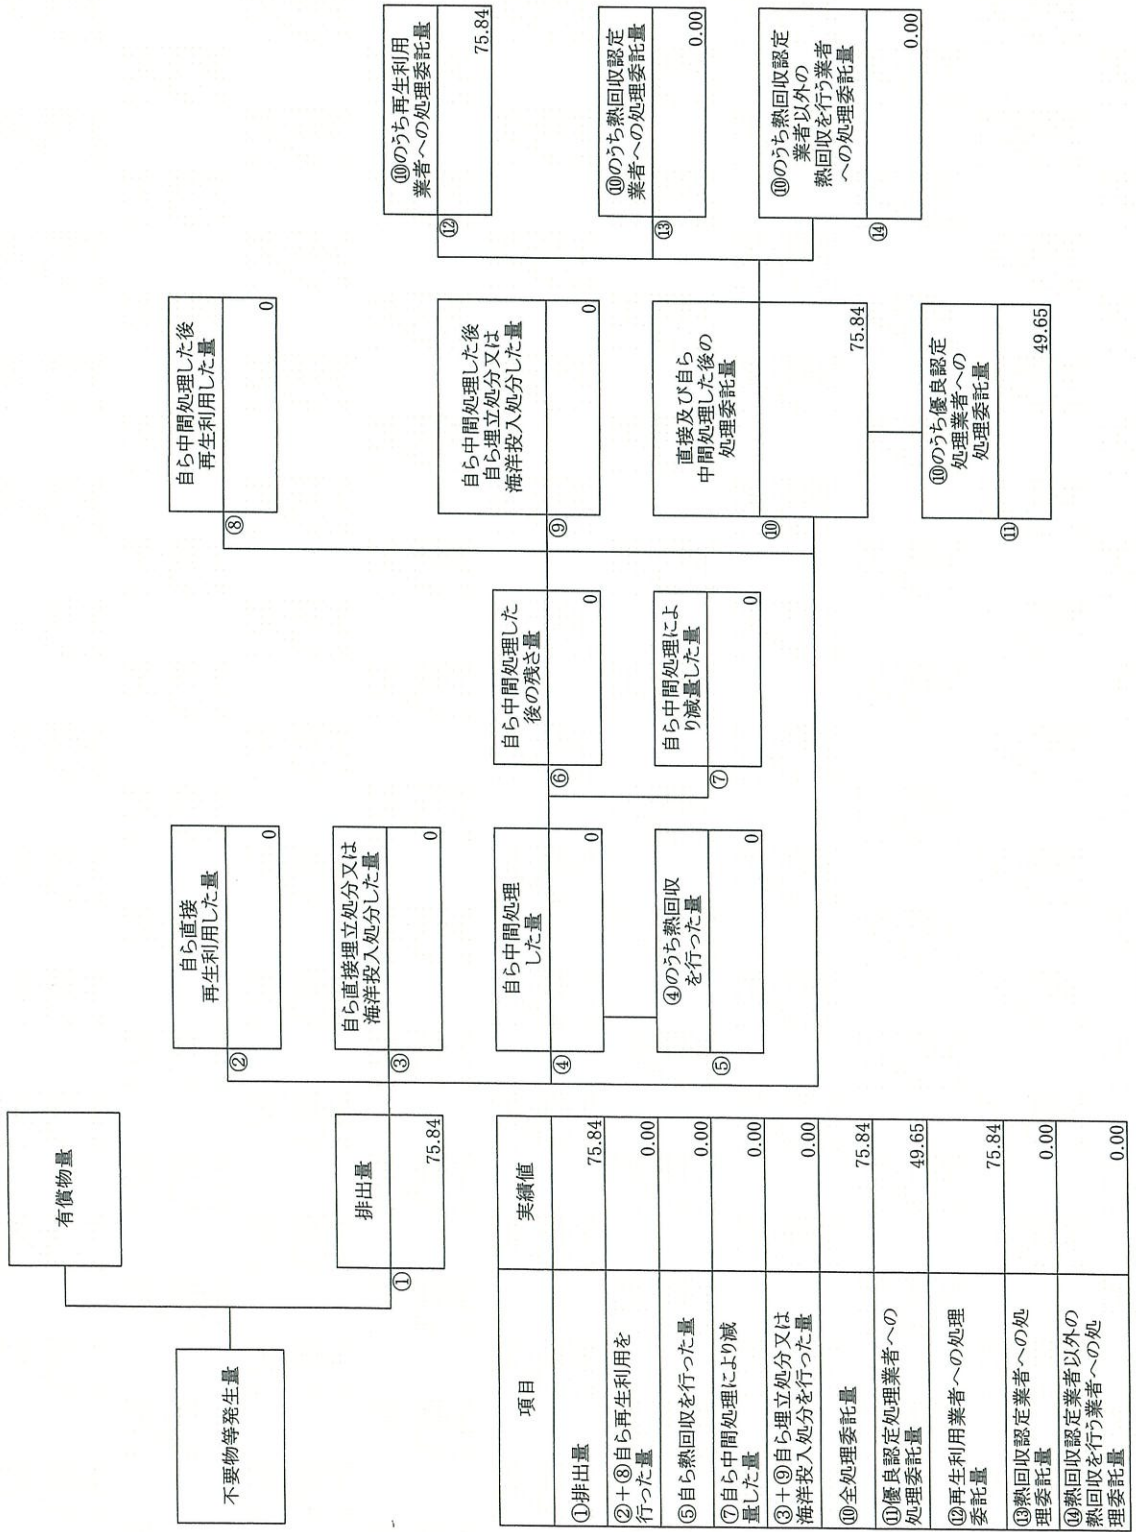 不要物等発生量
有償物量
①
排出量
75.84
②
自ら直接
再生利用した量
0
③
自ら直接埋立処分又は
海洋投入処分した量
0
④
自ら中間処理
した量
0
⑤
④のうち熱回収
を行った量
0
⑥
自ら中間処理した
後の残さ量
0
⑦
自ら中間処理によ
り減量した量
0
⑧
自ら中間処理した後
再生利用した量
0
⑨
自ら中間処理した後
自ら埋立処分又は
海洋投入処分した量
0
⑩
直接及び自ら
中間処理した後の
処理委託量
75.84
⑪
⑩のうち優良認定
処理業者への
処理委託量
49.65
⑫
⑩のうち再生利用
業者への処理委託量
75.84
⑬
⑩のうち熱回収認定
業者への処理委託量
0.00
⑭
⑩のうち熱回収認定
業者以外の
熱回収を行う業者
への処理委託量
0.00
項目 実績値
①排出量 75.84
②＋⑧自ら再生利用を
行った量 0.00
⑤自ら熱回収を行った量 0.00
⑦自ら中間処理により減
量した量 0.00
③＋⑨自ら埋立処分又は
海洋投入処分を行った量 0.00
⑩全処理委託量 75.84
⑪優良認定処理業者への
処理委託量 49.65
⑫再生利用業者への処理
委託量 75.84
⑬熱回収認定業者への処
理委託量 0.00
⑭熱回収認定業者以外の
熱回収を行う業者への処
理委託量 0.00